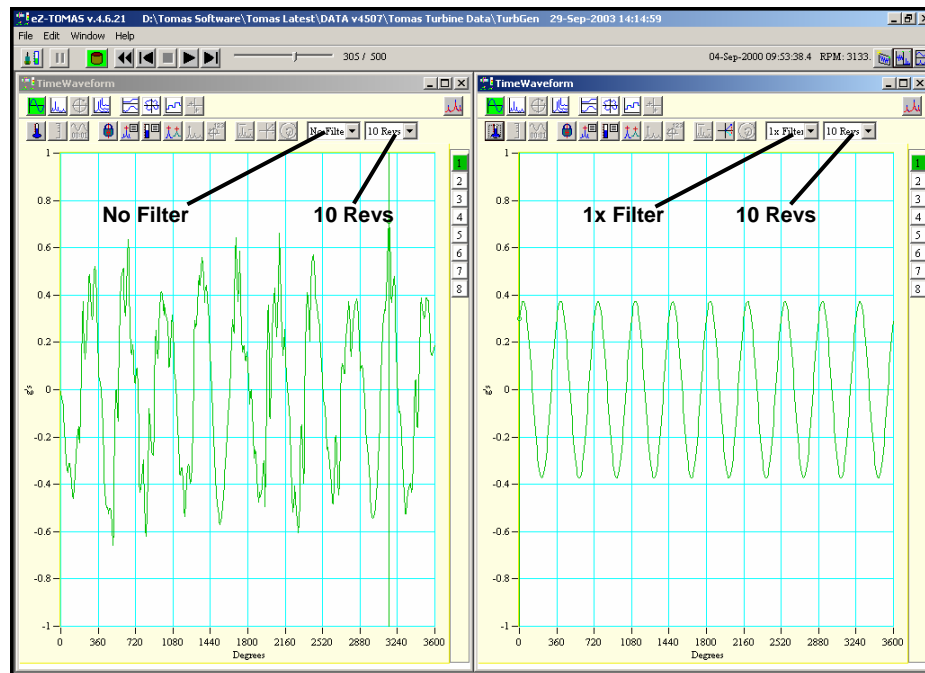 eZ-TOMAS v.4.6.21 D:\Tomas Software\Tomas Latest\DATA v4507\Tomas Turbine Data\TurbGen 29-Sep-2003 14:14:59
File Edit Window Help
305 / 500
04-Sep-2000 09:53:38.4 RPM: 3133.
TimeWaveform
No Filte
10 Revs
No Filter
10 Revs
1
0.8
0.6
0.4
0.2
0
-0.2
-0.4
-0.6
-0.8
-1
g's
0 360 720 1080 1440 1800 2160 2520 2880 3240 3600
Degrees
1
2
3
4
5
6
7
8
TimeWaveform
1x Filter
10 Revs
1x Filter
10 Revs
1
0.8
0.6
0.4
0.2
0
-0.2
-0.4
-0.6
-0.8
-1
g's
0 360 720 1080 1440 1800 2160 2520 2880 3240 3600
Degrees
1
2
3
4
5
6
7
8